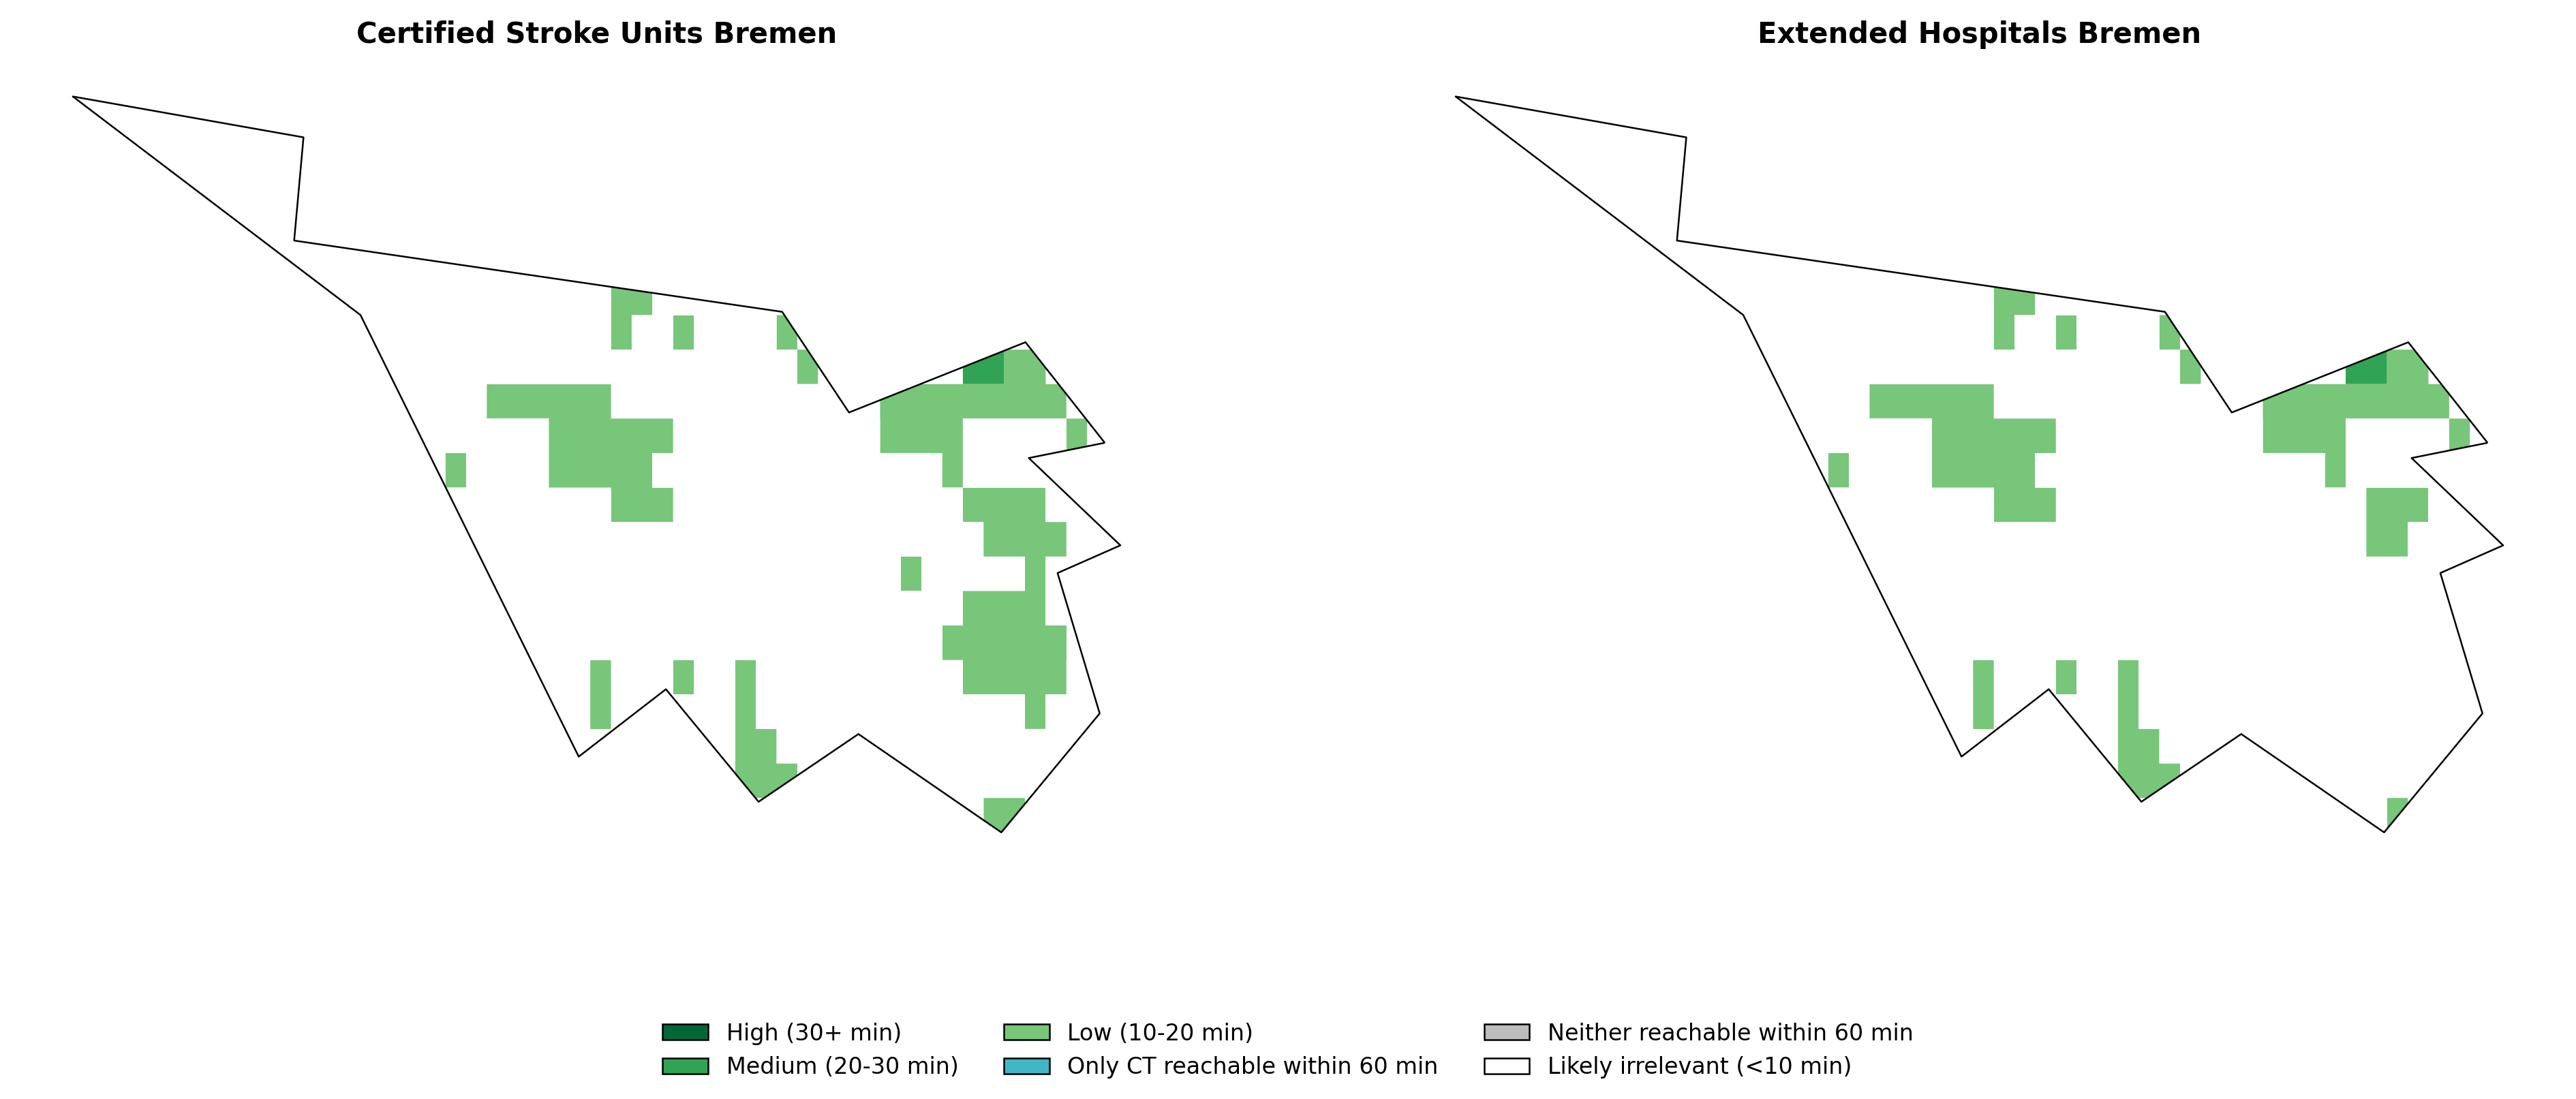 Certified Stroke Units Bremen
Extended Hospitals Bremen
High (30+ min)
Medium (20-30 min)
Low (10-20 min)
Only CT reachable within 60 min
Neither reachable within 60 min
Likely irrelevant (<10 min)